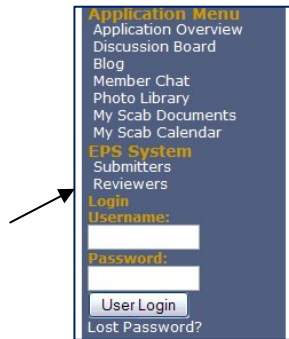 Application Menu
Application Overview
Discussion Board
Blog
Member Chat
Photo Library
My Scab Documents
My Scab Calendar
EPS System
Submitters
Reviewers
Login
Username:
Password:
User Login
Lost Password?